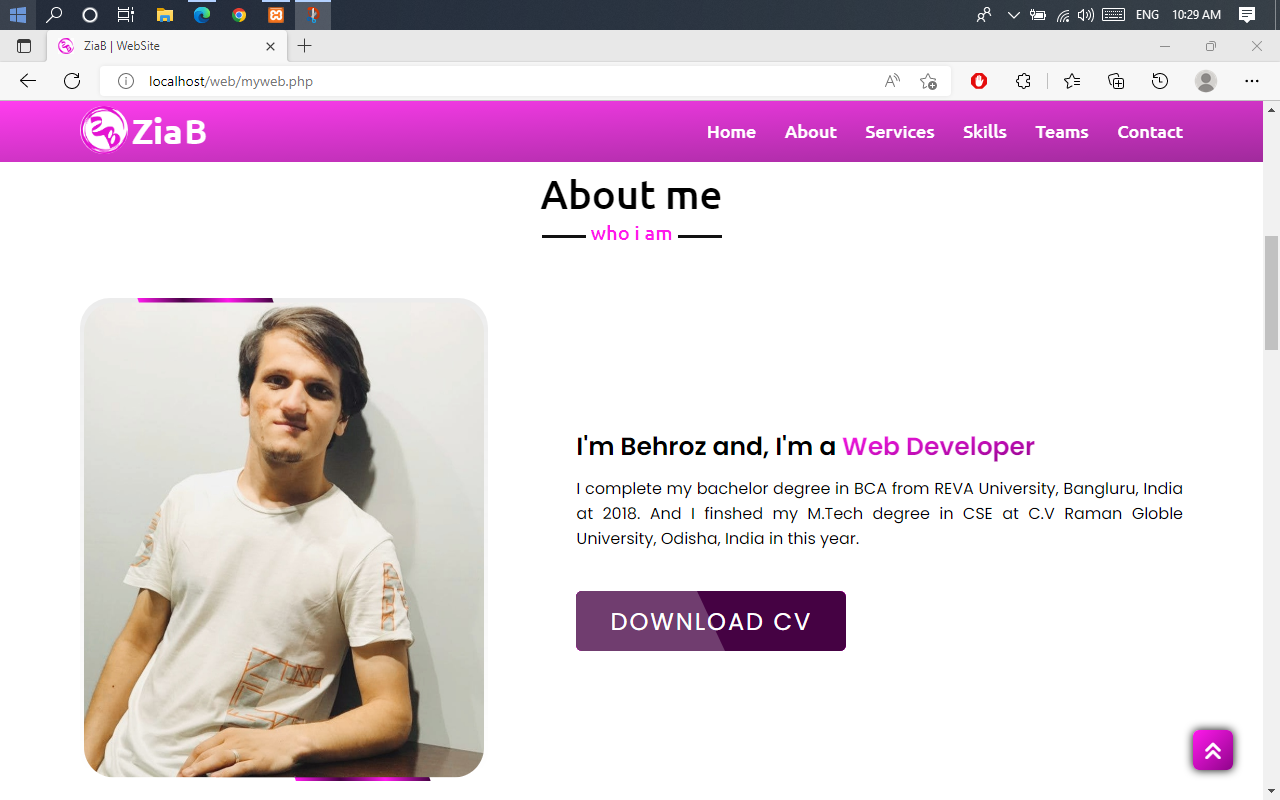 ENG 10:29 AM
ZiaB | WebSite
localhost/web/myweb.php
ZiaB Home About Services Skills Teams Contact
About me
who i am
I'm Behroz and, I'm a Web Developer
I complete my bachelor degree in BCA from REVA University, Bangluru, India
at 2018. And I finshed my M.Tech degree in CSE at C.V Raman Globle
University, Odisha, India in this year.
DOWNLOAD CV